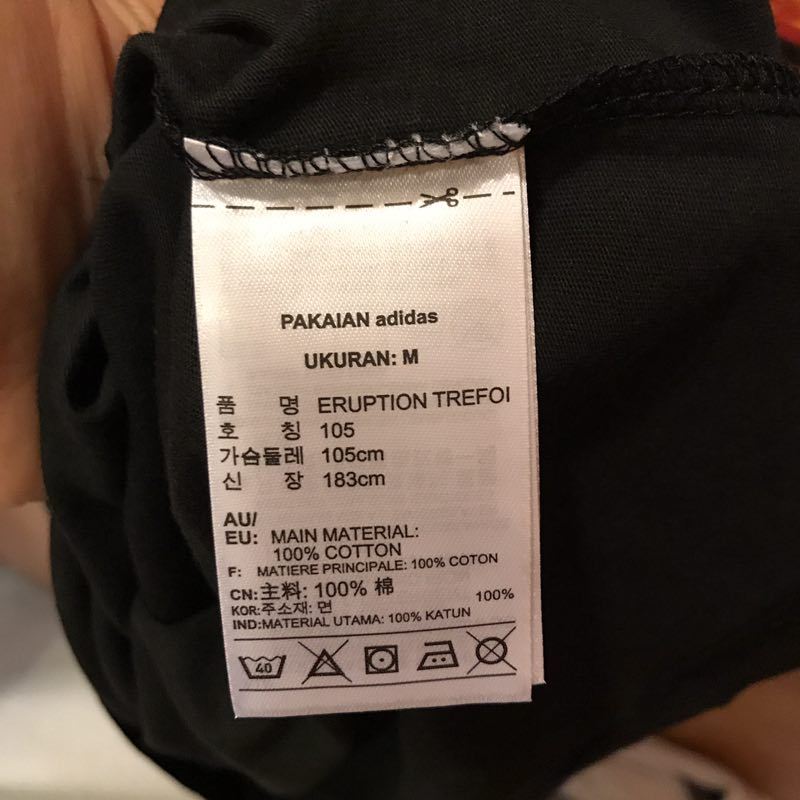 PAKAIAN adidas
UKURAN: M
품 명 ERUPTION TREFOI
호 칭 105
가슴둘레 105cm
신 장 183cm
AU/
EU: MAIN MATERIAL:
100% COTTON
F: MATIERE PRINCIPALE: 100% COTON
CN:主料: 100% 棉
KOR:주소재: 면 100%
IND:MATERIAL UTAMA: 100% KATUN
40